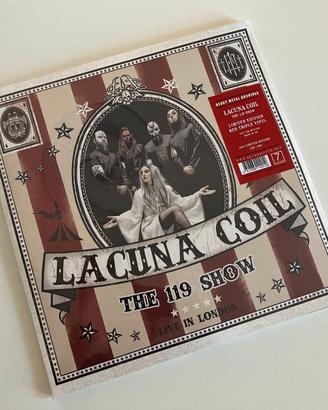 HEAVY METAL ARCHIVES
LACUNA COIL
THE 119 SHOW
LIMITED EDITION
RED TRIPLE VINYL
LACUNA COIL
THE 119 SHOW
LIVE IN LONDON